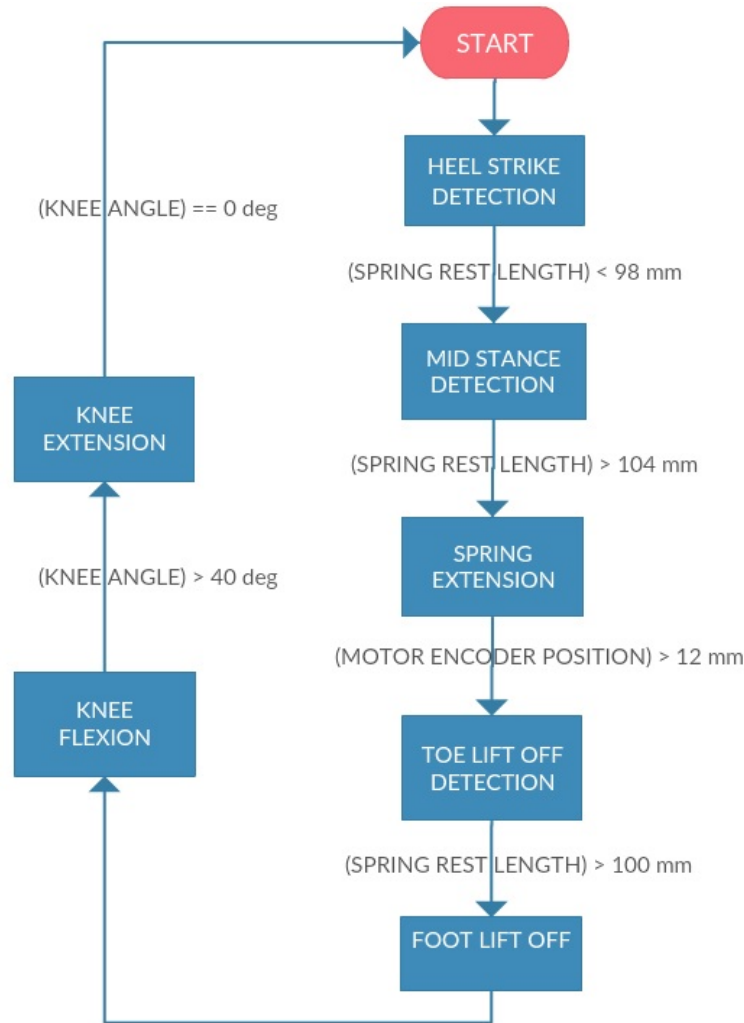 START
HEEL STRIKE
DETECTION
(SPRING REST LENGTH) < 98 mm
MID STANCE
DETECTION
(SPRING REST LENGTH) > 104 mm
SPRING
EXTENSION
(MOTOR ENCODER POSITION) > 12 mm
TOE LIFT OFF
DETECTION
(SPRING REST LENGTH) > 100 mm
FOOT LIFT OFF
KNEE
FLEXION
(KNEE ANGLE) > 40 deg
KNEE
EXTENSION
(KNEE ANGLE) == 0 deg